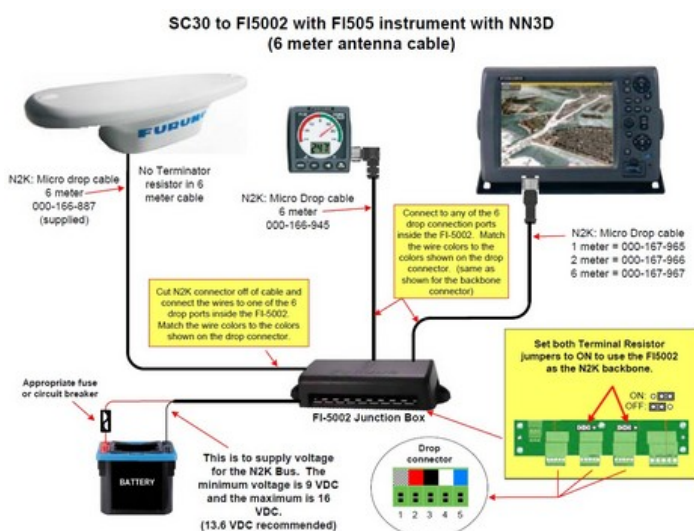 SC30 to FI5002 with FI505 instrument with NN3D
(6 meter antenna cable)
FURUNO
N2K: Micro drop cable
6 meter
000-166-887
(supplied)
No Terminator
resistor in 6
meter cable
N2K: Micro Drop cable
6 meter
000-166-945
Connect to any of the 6
drop connection ports
inside the FI-5002. Match
the wire colors to the
colors shown on the drop
connector. (same as
shown for the backbone
connector)
N2K: Micro Drop cable
1 meter = 000-167-965
2 meter = 000-167-966
6 meter = 000-167-967
Cut N2K connector off of cable and
connect the wires to one of the 6
drop ports inside the FI-5002.
Match the wire colors to the colors
shown on the drop connector.
Set both Terminal Resistor
jumpers to ON to use the FI5002
as the N2K backbone.
ON:
OFF:
Appropriate fuse
or circuit breaker
FI-5002 Junction Box
BATTERY
This is to supply voltage
for the N2K Bus. The
minimum voltage is 9 VDC
and the maximum is 16
VDC.
(13.6 VDC recommended)
Drop
connector
1 2 3 4 5